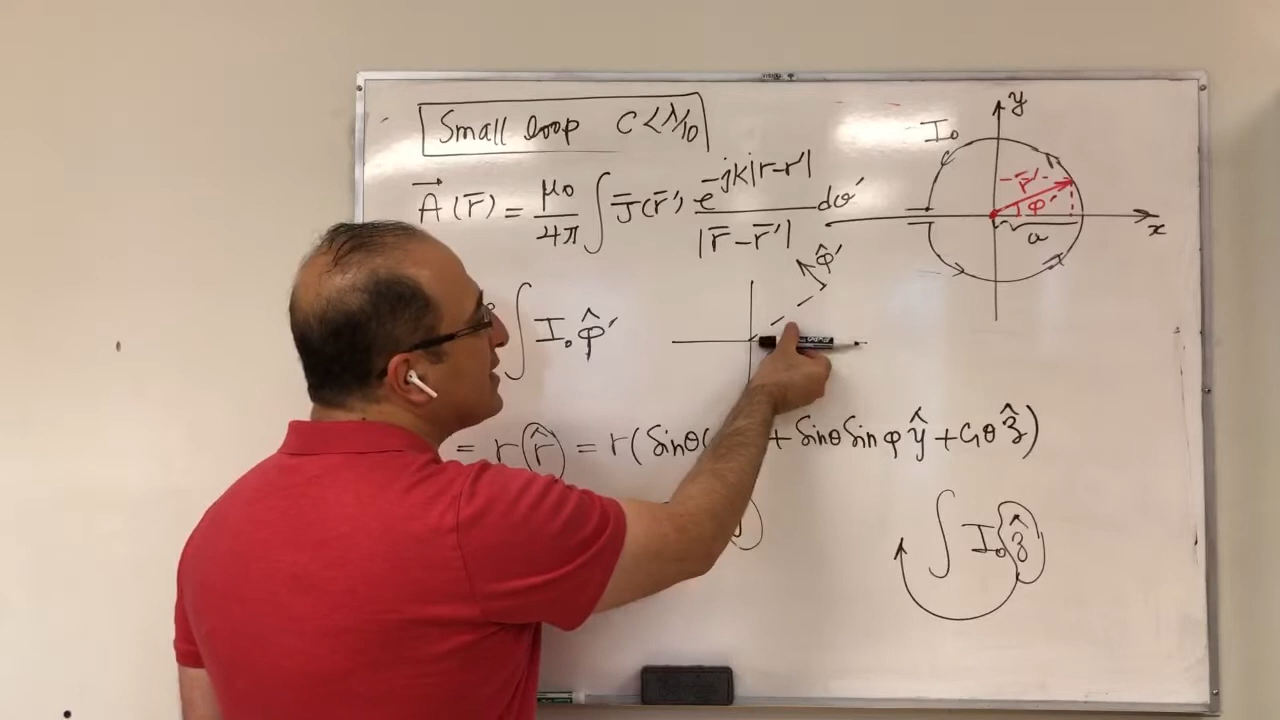 Small loop C < λ/10
A⃗ (r̄) = μ₀/4π ∫ J̄(r̄') e^{-jk|r-r'|}/|r̄-r̄'| dv'
∫ I₀ φ̂'
φ̂'
= r r̂ = r(sinθ + sinθ sinφ ŷ + cosθ ẑ)
∫ I₀ ẑ
y
I₀
r̄'
φ'
a
x